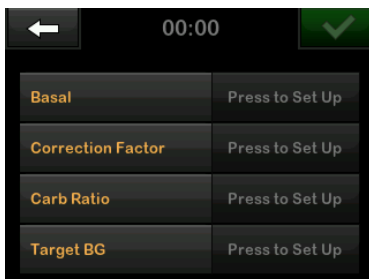 00:00
Basal Press to Set Up
Correction Factor Press to Set Up
Carb Ratio Press to Set Up
Target BG Press to Set Up